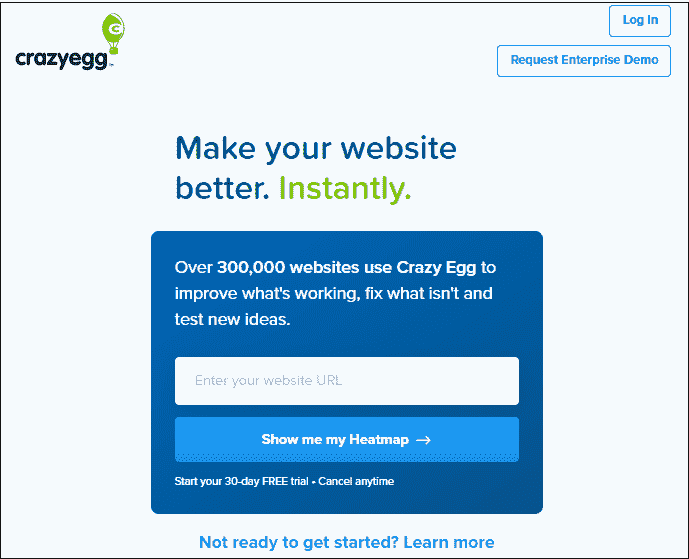 crazyegg™
Log In
Request Enterprise Demo
Make your website
better. Instantly.
Over 300,000 websites use Crazy Egg to
improve what's working, fix what isn't and
test new ideas.
Enter your website URL
Show me my Heatmap →
Start your 30-day FREE trial • Cancel anytime
Not ready to get started? Learn more